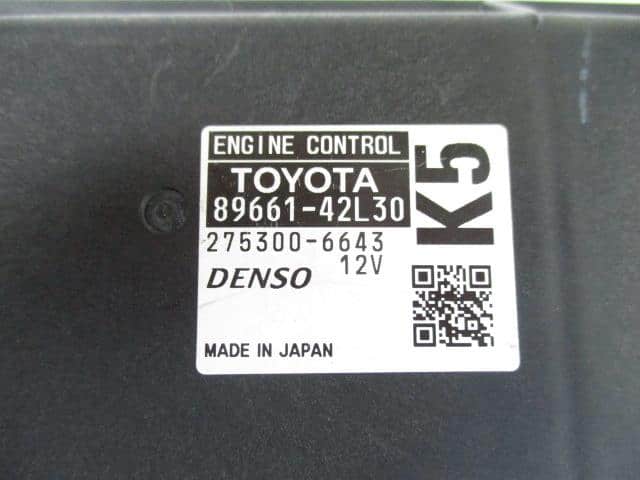 ENGINE CONTROL
TOYOTA
89661-42L30
275300-6643
12V
DENSO
MADE IN JAPAN
K5